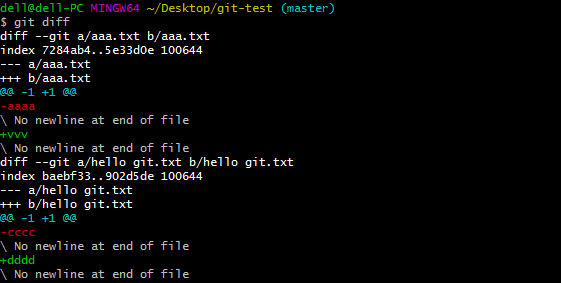 dell@dell-PC MINGW64 ~/Desktop/git-test (master)
$ git diff
diff --git a/aaa.txt b/aaa.txt
index 7284ab4..5e33d0e 100644
--- a/aaa.txt
+++ b/aaa.txt
@@ -1 +1 @@
-aaaa
\ No newline at end of file
+vvv
\ No newline at end of file
diff --git a/hello git.txt b/hello git.txt
index baebf33..902d5de 100644
--- a/hello git.txt
+++ b/hello git.txt
@@ -1 +1 @@
-cccc
\ No newline at end of file
+dddd
\ No newline at end of file